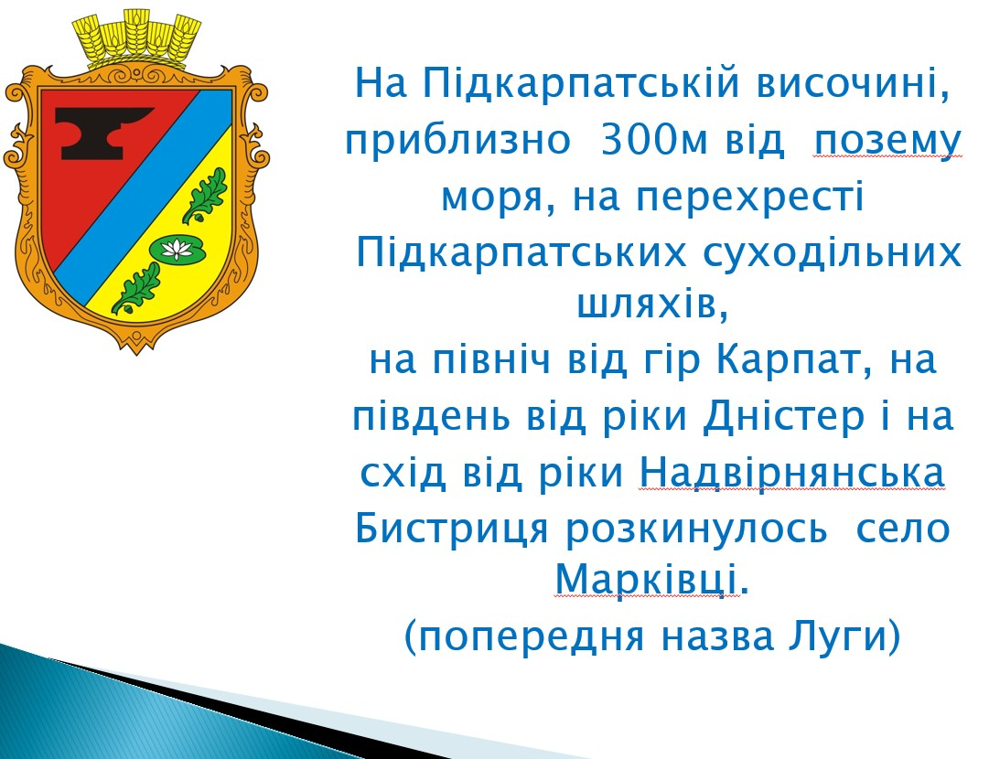 На Підкарпатській височині,
приблизно  300м від  позему
моря, на перехресті
Підкарпатських суходільних
шляхів,
на північ від гір Карпат, на
південь від ріки Дністер і на
схід від ріки Надвірнянська
Бистриця розкинулось  село
Марківці.
(попередня назва Луги)